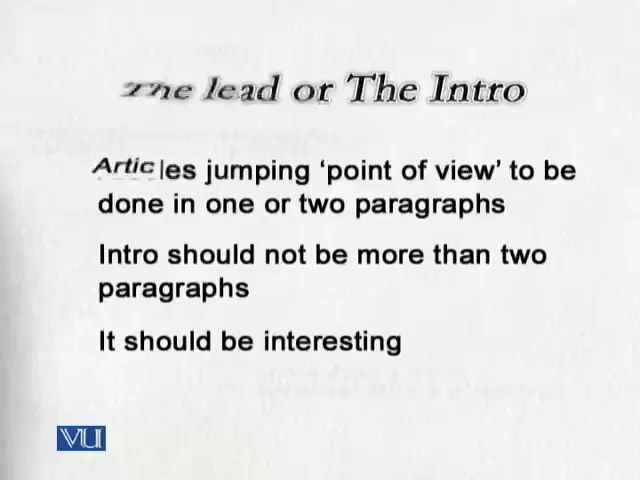 The lead or The Intro
Articles jumping ‘point of view’ to be
done in one or two paragraphs
Intro should not be more than two
paragraphs
It should be interesting
VU